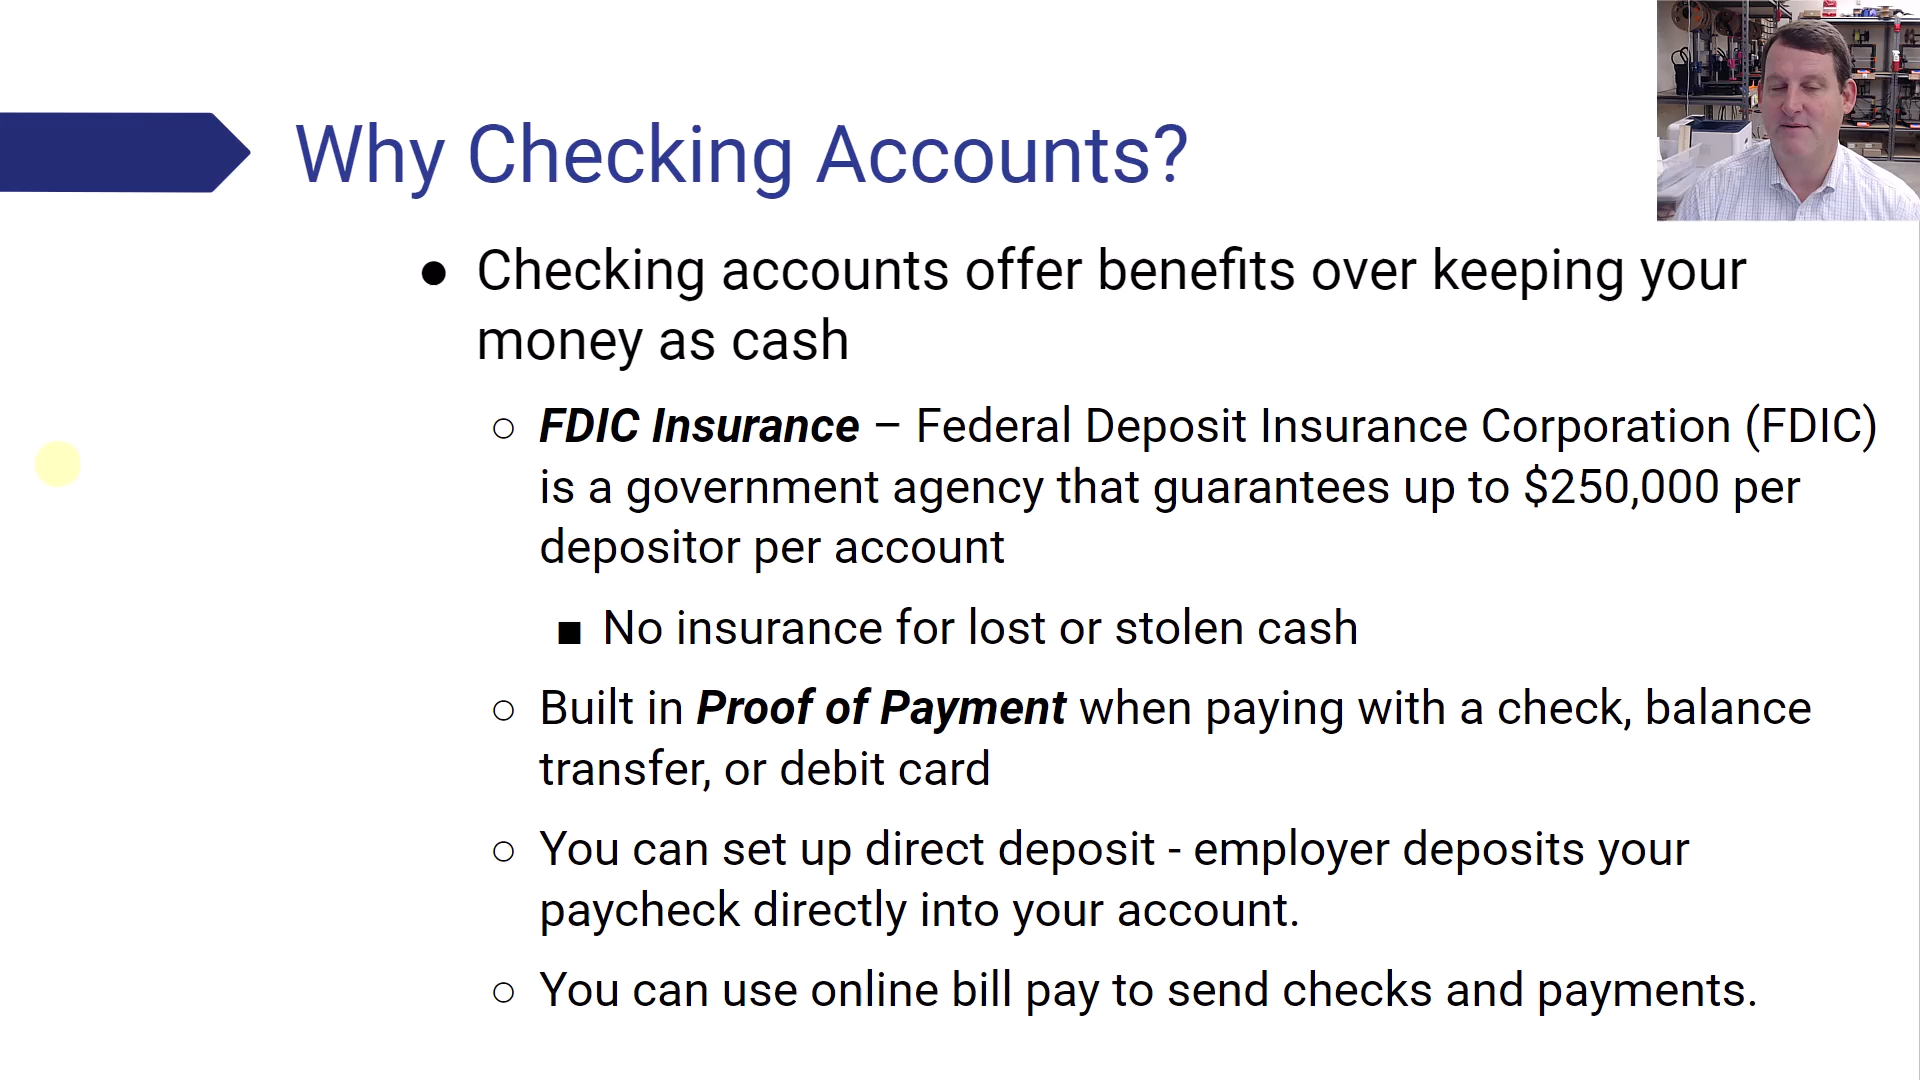 Why Checking Accounts?
● Checking accounts offer benefits over keeping your
money as cash
○ FDIC Insurance – Federal Deposit Insurance Corporation (FDIC)
is a government agency that guarantees up to $250,000 per
depositor per account
■ No insurance for lost or stolen cash
○ Built in Proof of Payment when paying with a check, balance
transfer, or debit card
○ You can set up direct deposit - employer deposits your
paycheck directly into your account.
○ You can use online bill pay to send checks and payments.